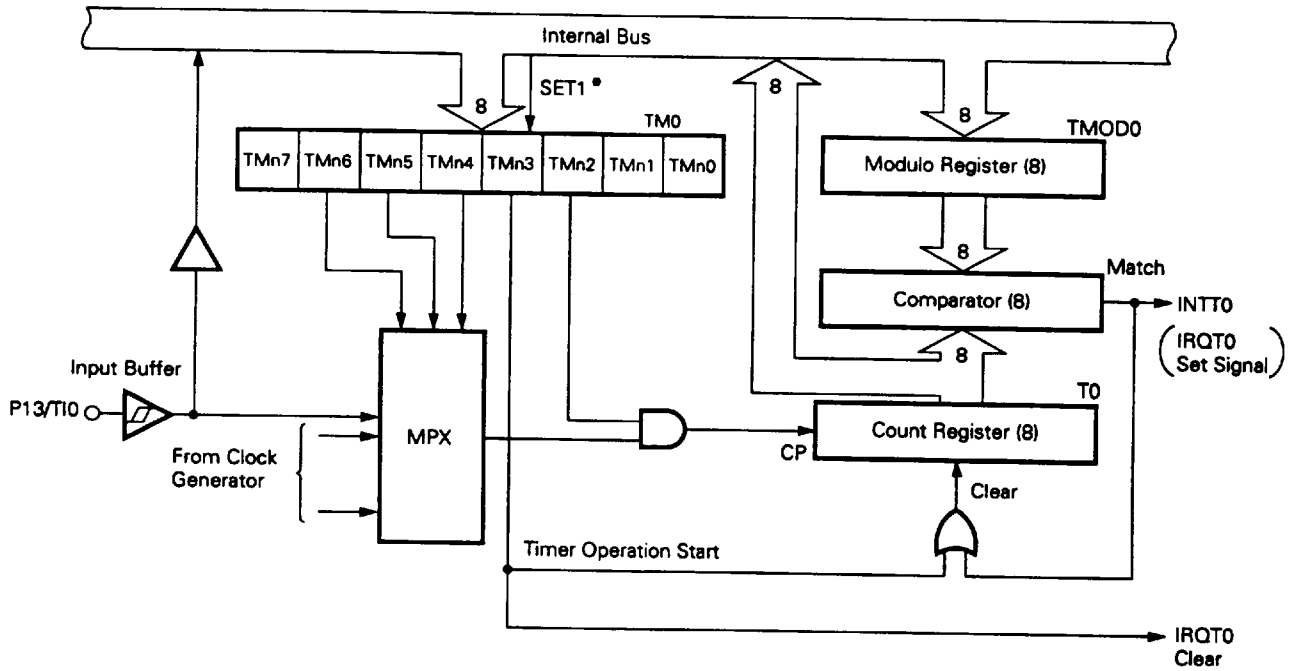 Internal Bus
8
SET1 *
8
8
TM0
TMOD0
TMn7 TMn6 TMn5 TMn4 TMn3 TMn2 TMn1 TMn0
Modulo Register (8)
8
Match
Comparator (8)
INTT0
(IRQT0
Set Signal)
8
Input Buffer
P13/TI0
T0
MPX
Count Register (8)
CP
From Clock
Generator
Clear
Timer Operation Start
IRQT0
Clear